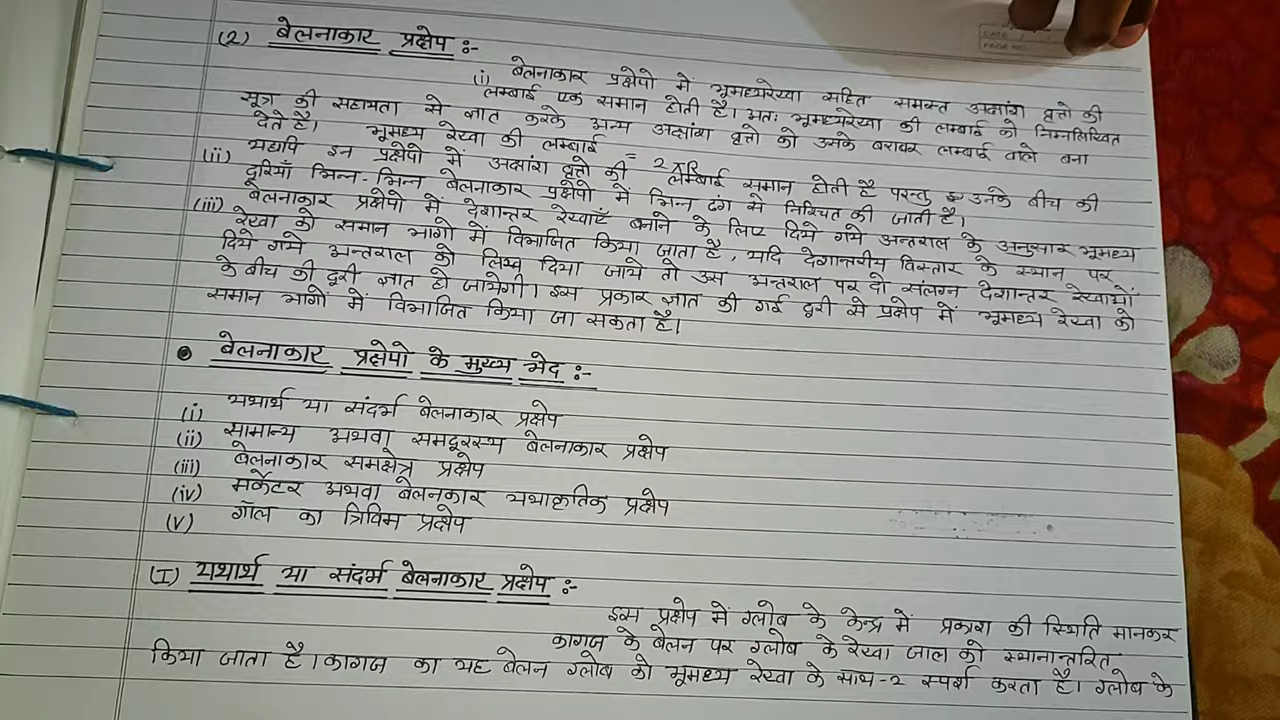 DATE
PAGE NO.
(2) बेलनाकार प्रक्षेप :-
(i) बेलनाकार प्रक्षेपो में भूमध्यरेखा सहित समस्त अक्षांश वृत्तो की
लम्बाई एक समान होती है। अतः भूमध्यरेखा की लम्बाई को निम्नलिखित
सूत्र की सहायता से ज्ञात करके अन्य अक्षांश वृत्तो को उसके बराबर लम्बाई वाले बना
देते है।
भूमध्य रेखा की लम्बाई = 2πR
(ii) यद्यपि इन प्रक्षेपो में अक्षांश वृत्तो की लम्बाई समान होती है परन्तु उनके बीच की
दूरियाँ भिन्न-भिन्न बेलनाकार प्रक्षेपो में भिन्न ढंग से निश्चित की जाती है।
(iii) बेलनाकार प्रक्षेपो में देशान्तर रेखाएँ बनाने के लिए दिये गये अन्तराल के अनुसार भूमध्य
रेखा को समान भागो में विभाजित किया जाता है, यदि देशान्तरीय विस्तार के स्थान पर
दिये गये अन्तराल को लिख दिया जाये तो उस अन्तराल पर दो संलग्न देशान्तर रेखायों
के बीच की दूरी ज्ञात हो जायेगी। इस प्रकार ज्ञात की गई दूरी से प्रक्षेप में भूमध्य रेखा को
समान भागो में विभाजित किया जा सकता है।
• बेलनाकार प्रक्षेपो के मुख्य भेद :-
(i) यथार्थ या संदर्भ बेलनाकार प्रक्षेप
(ii) सामान्य अथवा समदूरस्थ बेलनाकार प्रक्षेप
(iii) बेलनाकार समक्षेत्र प्रक्षेप
(iv) मर्केटर अथवा बेलनकार यथाकृतिक प्रक्षेप
(v) गॉल का त्रिविम प्रक्षेप
(I) यथार्थ या संदर्भ बेलनाकार प्रक्षेप :-
इस प्रक्षेप में ग्लोब के केन्द्र में प्रकाश की स्थिति मानकर
कागज के बेलन पर ग्लोब के रेखा जाल को स्थानान्तरित
किया जाता है। कागज का यह बेलन ग्लोब को भूमध्य रेखा के साथ-2 स्पर्श करता है। ग्लोब के